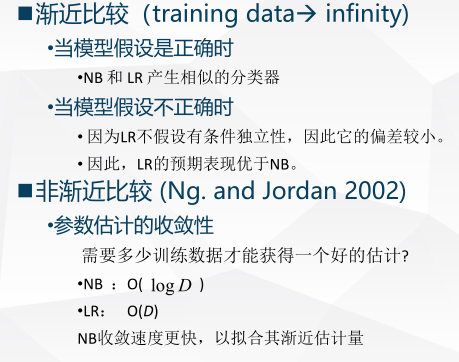 ■渐近比较（training data→ infinity)
•当模型假设是正确时
•NB 和 LR 产生相似的分类器
•当模型假设不正确时
• 因为LR不假设有条件独立性，因此它的偏差较小。
• 因此，LR的预期表现优于NB。
■非渐近比较 (Ng. and Jordan 2002)
•参数估计的收敛性
需要多少训练数据才能获得一个好的估计?
•NB ：O( log D )
•LR： O(D)
NB收敛速度更快，以拟合其渐近估计量